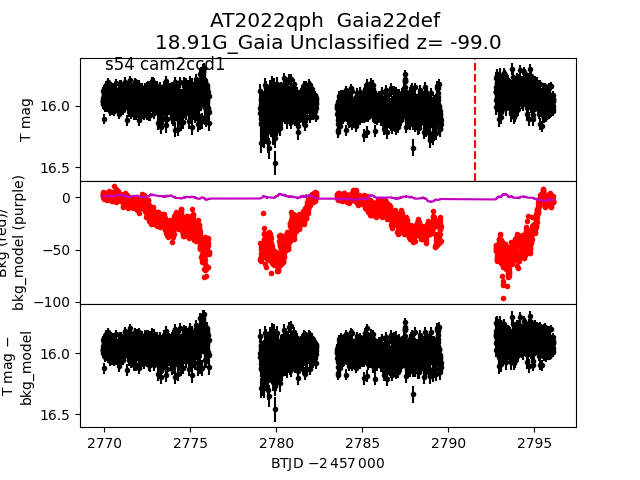 AT2022qph Gaia22def
18.91G_Gaia Unclassified z= -99.0
s54 cam2ccd1
T mag
16.0
16.5
Bkg (red)/
bkg_model (purple)
0
−50
−100
T mag −
bkg_model
16.0
16.5
2770 2775 2780 2785 2790 2795
BTJD −2 457 000